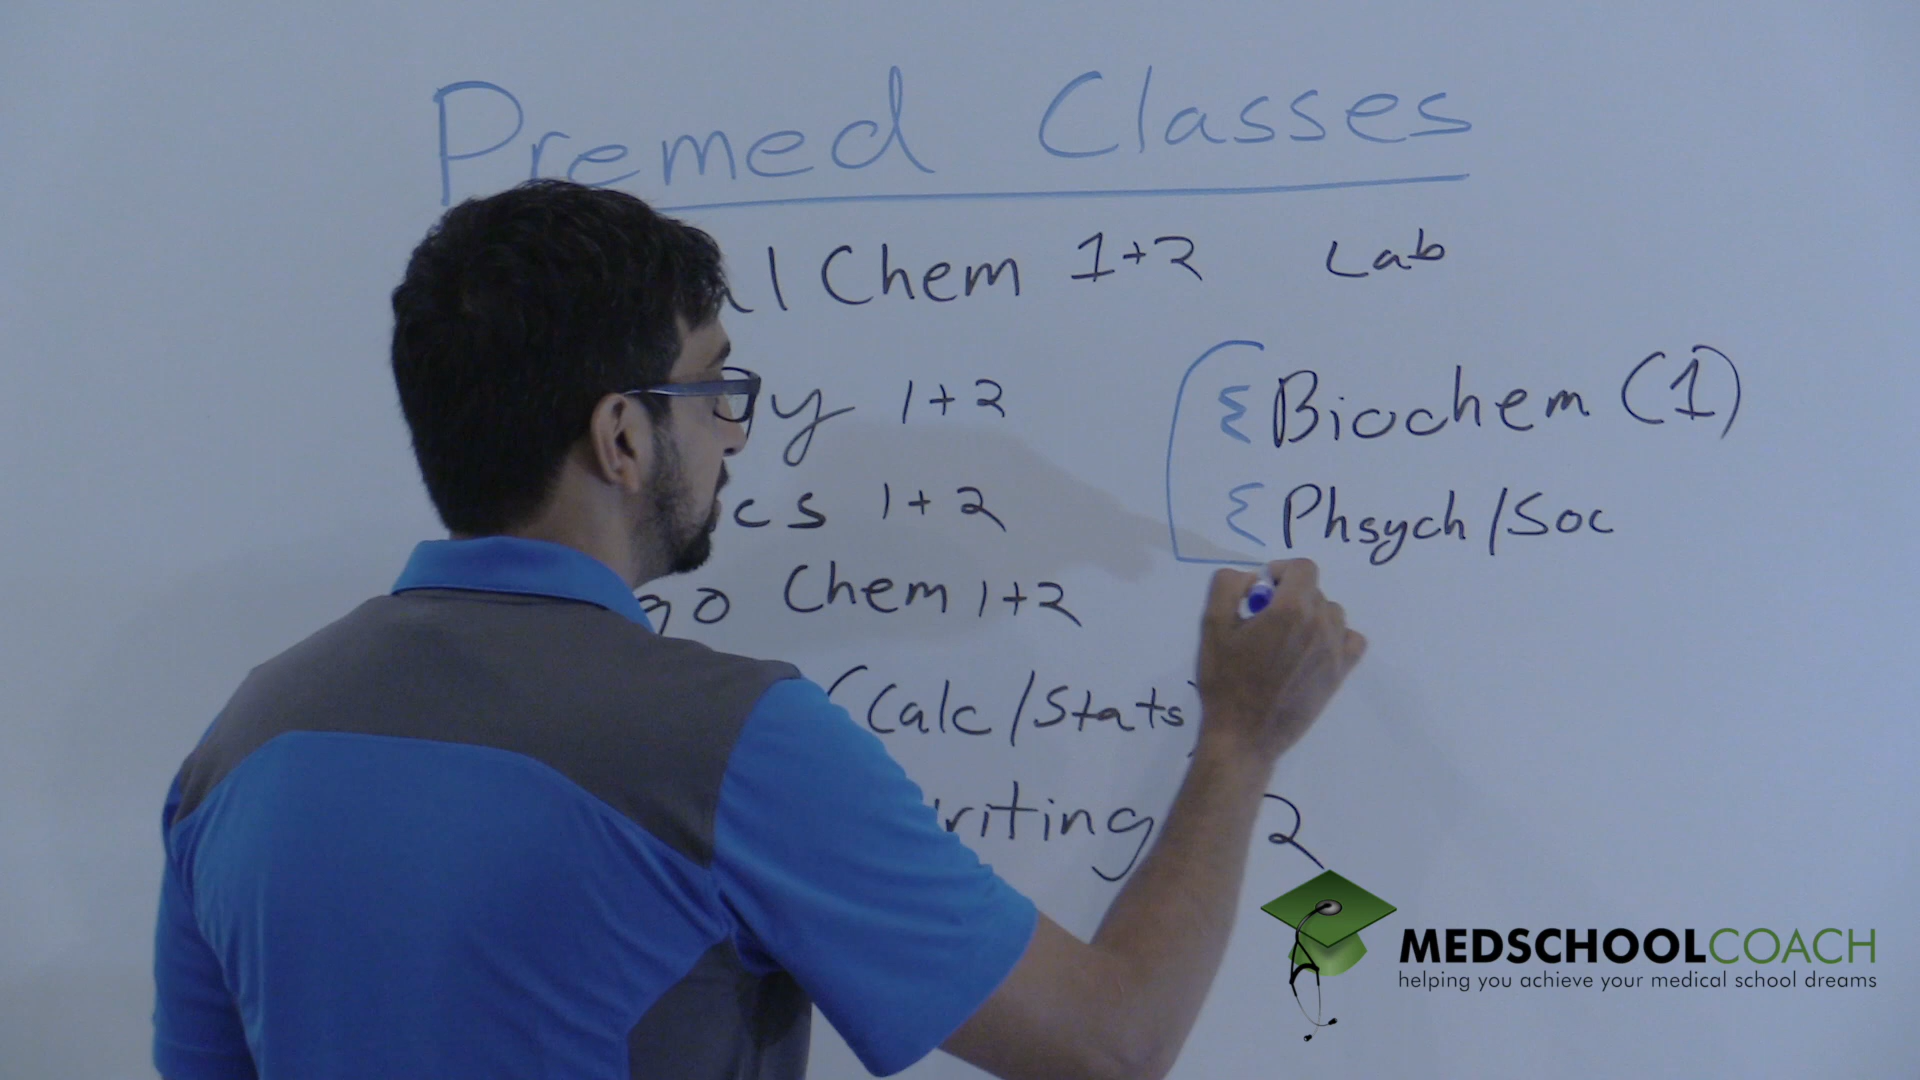 Premed Classes
l Chem 1+2 Lab
y 1+2
Biochem (1)
cs 1+2
Phsych/Soc
go Chem 1+2
(Calc/Stats)
riting 2
MEDSCHOOLCOACH
helping you achieve your medical school dreams